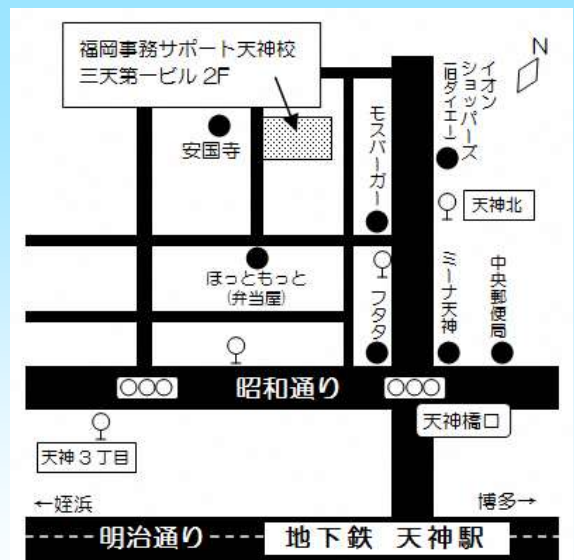 福岡事務サポート天神校
三天第一ビル 2F
N
イオン
ショッパーズ
(旧ダイエー)
モスバーガー
安国寺
天神北
ほっともっと
(弁当屋)
フタタ
ミーナ天神
中央郵便局
昭和通り
天神橋口
天神3丁目
←姪浜
博多→
明治通り
地下鉄 天神駅